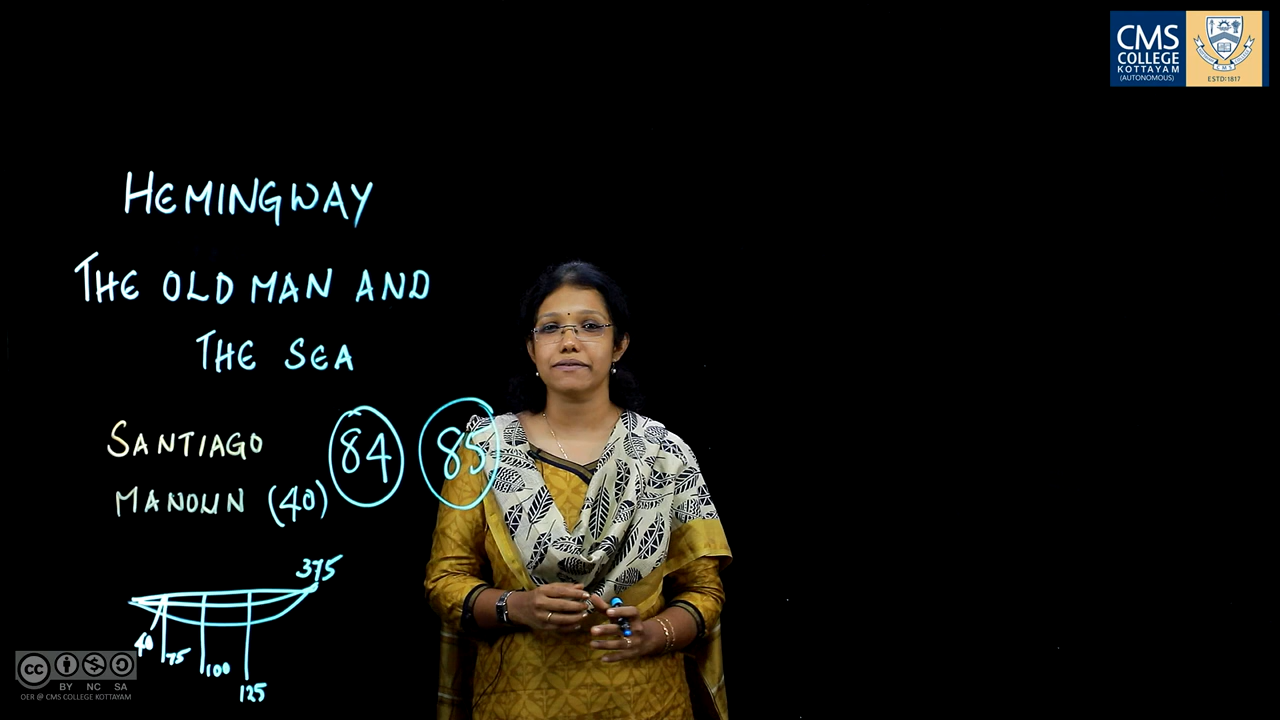 CMS
COLLEGE
KOTTAYAM
(AUTONOMOUS)
ESTD:1817
HEMINGWAY
THE OLD MAN AND
THE SEA
SANTIAGO
84 85
MANOLIN (40)
375
40
75
100
125
cc
BY NC SA
OER @ CMS COLLEGE KOTTAYAM